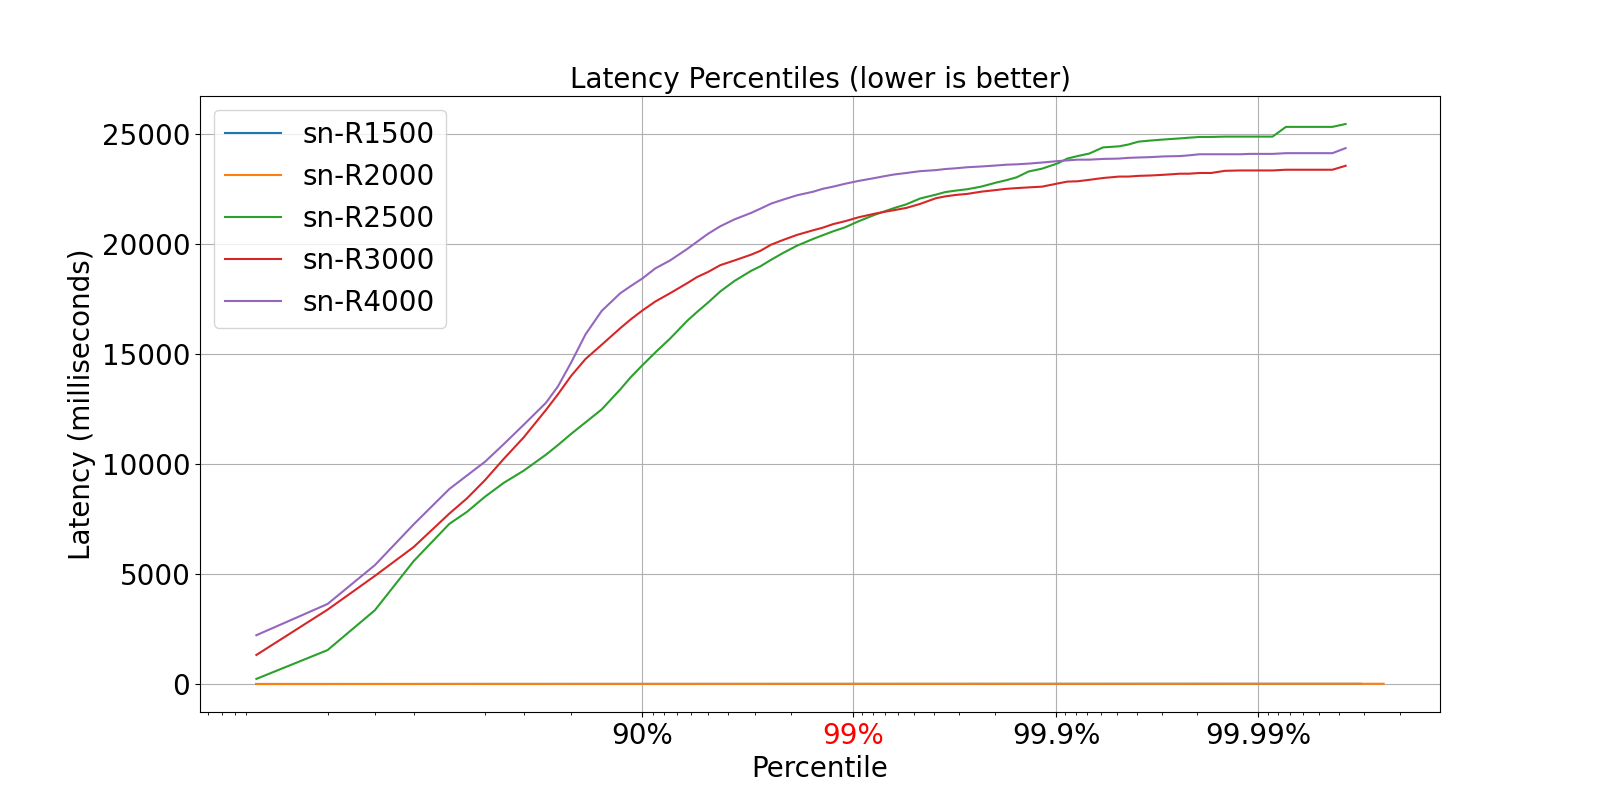 Latency Percentiles (lower is better)
sn-R1500
sn-R2000
sn-R2500
sn-R3000
sn-R4000
25000
20000
15000
10000
5000
0
Latency (milliseconds)
90% 99% 99.9% 99.99%
Percentile